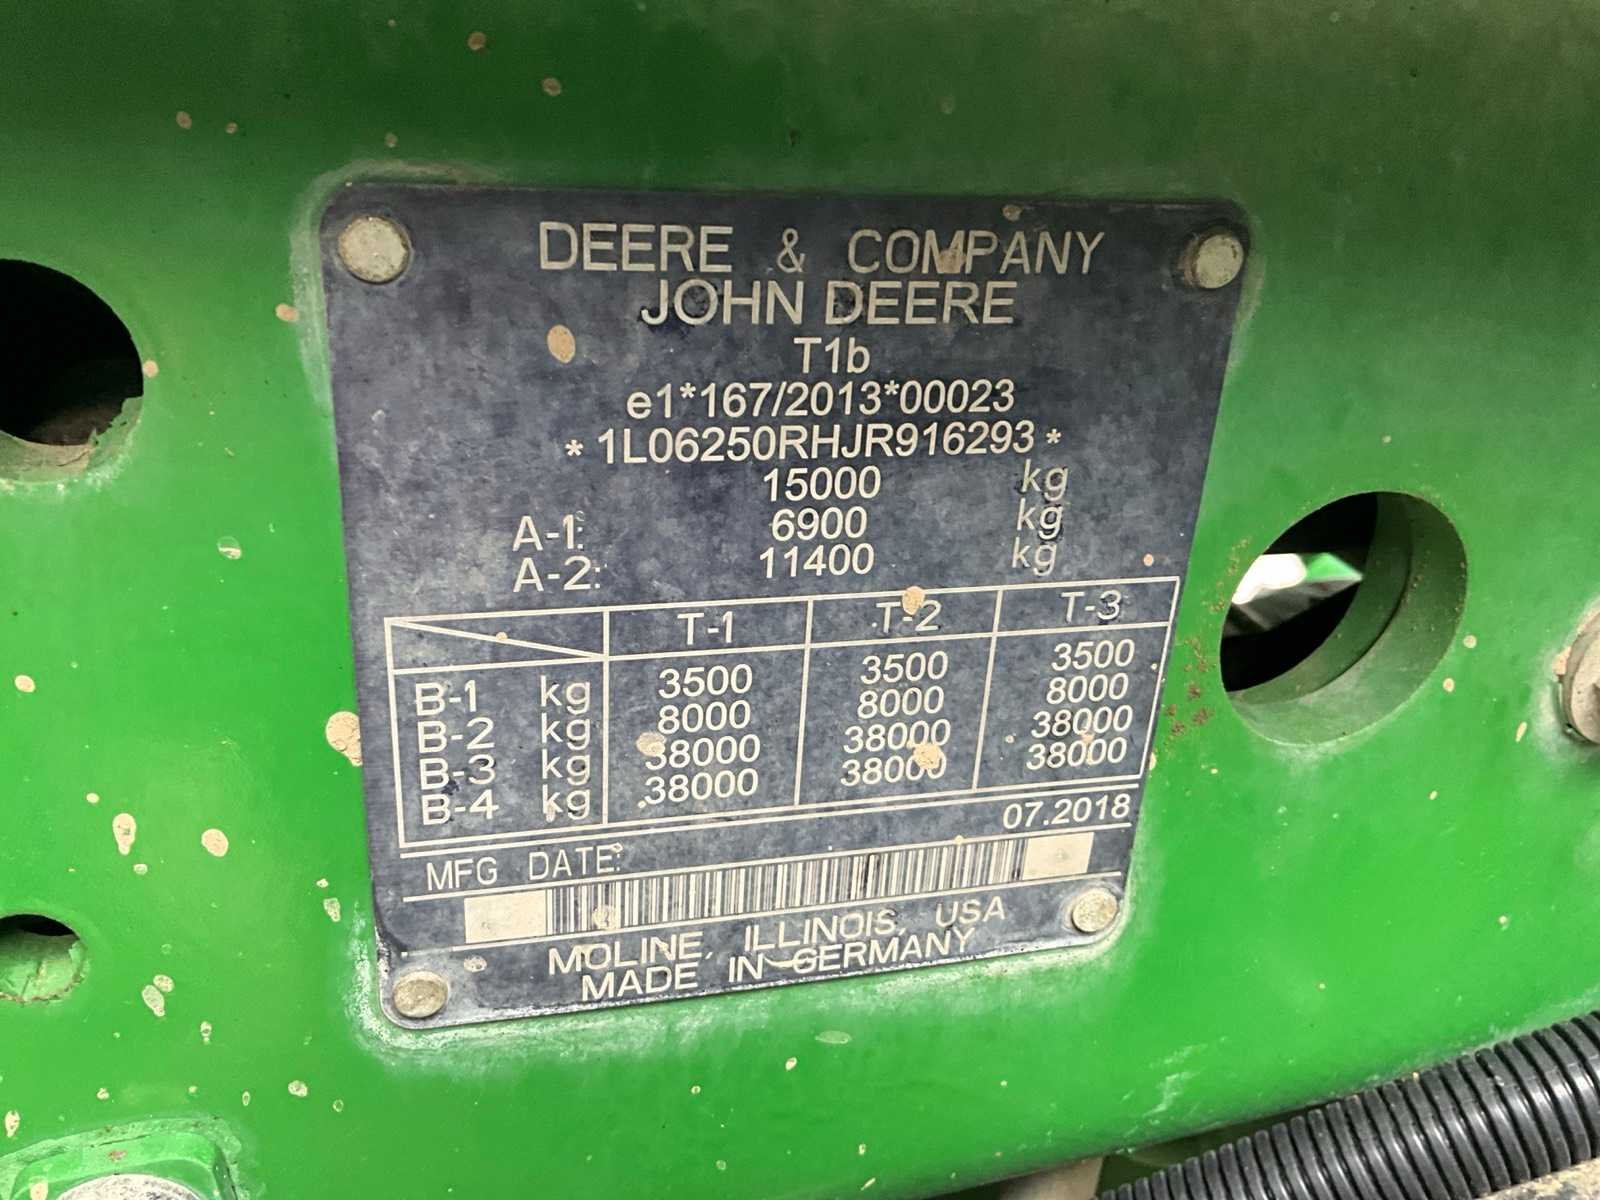 DEERE & COMPANY
JOHN DEERE
T1b
e1*167/2013*00023
* 1L06250RHJR916293 *
15000 kg
A-1: 6900 kg
A-2: 11400 kg
T-1 T-2 T-3
B-1 kg 3500 3500 3500
B-2 kg 8000 8000 8000
B-3 kg 38000 38000 38000
B-4 kg 38000 38000 38000
MFG DATE: 07.2018
MOLINE, ILLINOIS, USA
MADE IN GERMANY